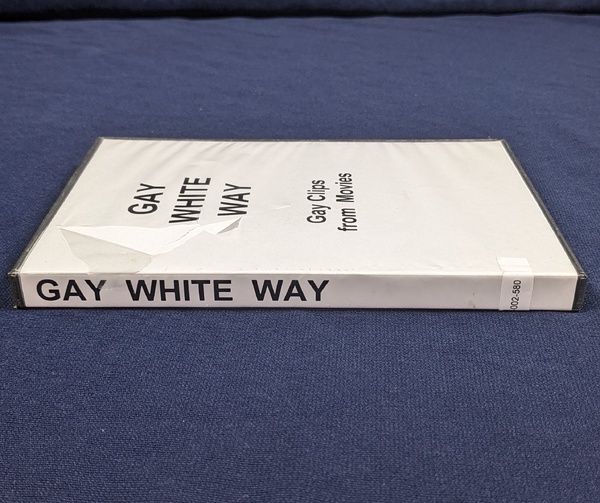 GAY
WHITE
WAY
Gay Clips
from Movies
GAY WHITE WAY
002-580